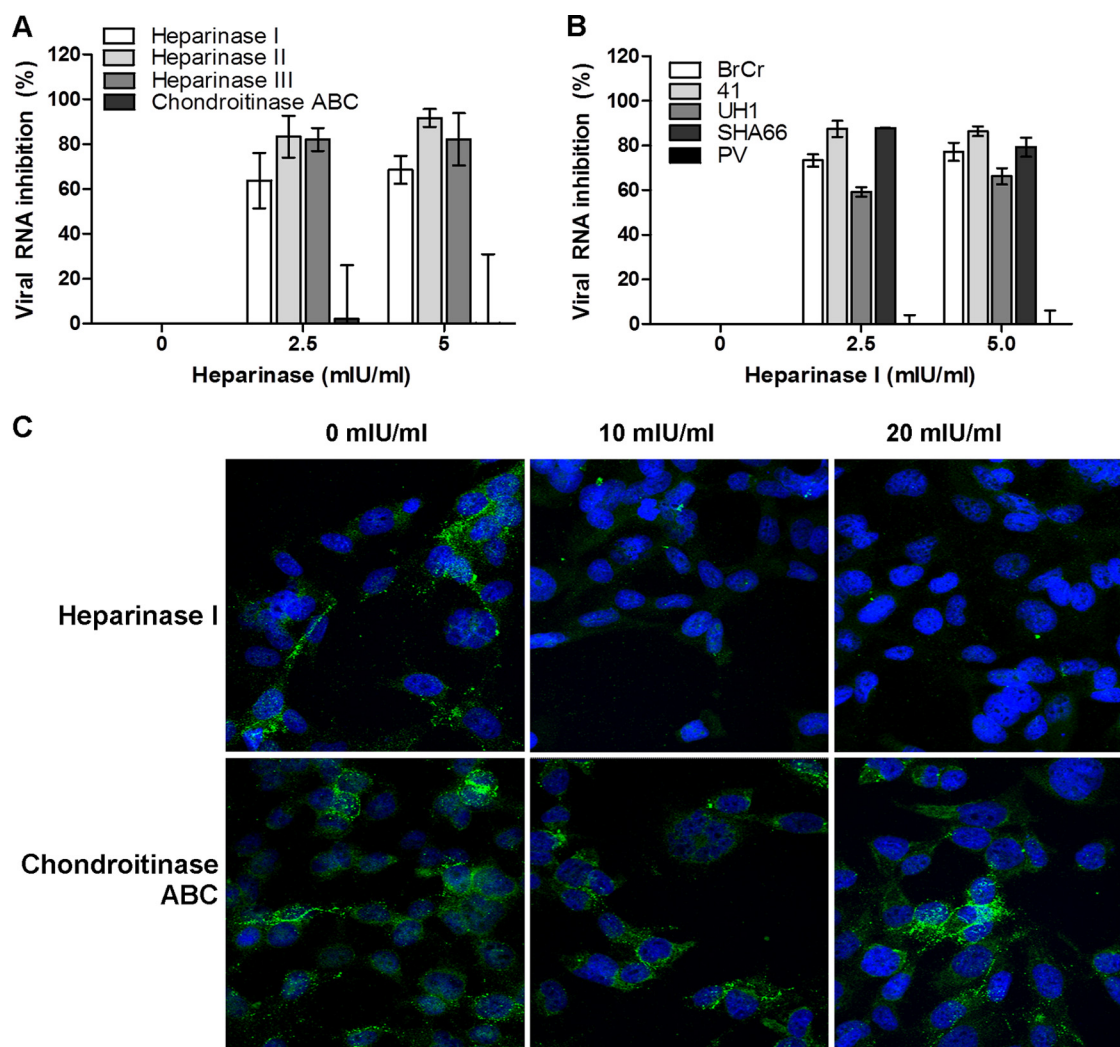 A
Heparinase I
Heparinase II
Heparinase III
Chondroitinase ABC
Viral RNA inhibition (%)
120
100
80
60
40
20
0
0
2.5
5
Heparinase (mIU/ml)
B
BrCr
41
UH1
SHA66
PV
Viral RNA inhibition (%)
120
100
80
60
40
20
0
0
2.5
5.0
Heparinase I (mIU/ml)
C
0 mIU/ml
10 mIU/ml
20 mIU/ml
Heparinase I
Chondroitinase
ABC